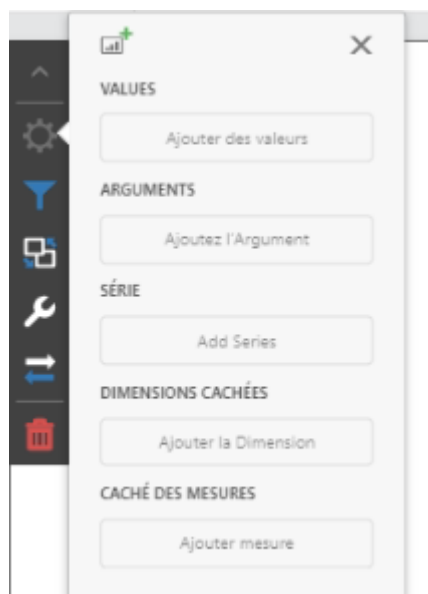 VALUES
Ajouter des valeurs
ARGUMENTS
Ajoutez l'Argument
SÉRIE
Add Series
DIMENSIONS CACHÉES
Ajouter la Dimension
CACHÉ DES MESURES
Ajouter mesure